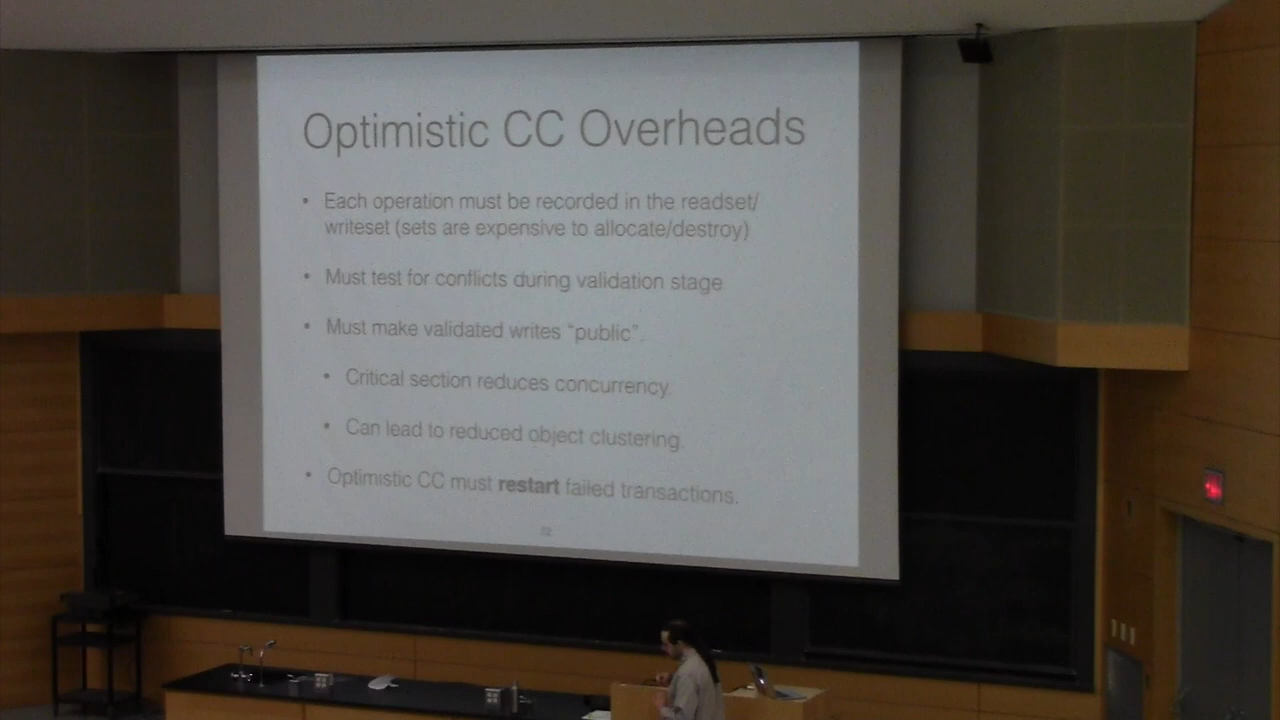 Optimistic CC Overheads
• Each operation must be recorded in the readset/
writeset (sets are expensive to allocate/destroy)
• Must test for conflicts during validation stage
• Must make validated writes “public”.
• Critical section reduces concurrency.
• Can lead to reduced object clustering
• Optimistic CC must restart failed transactions.